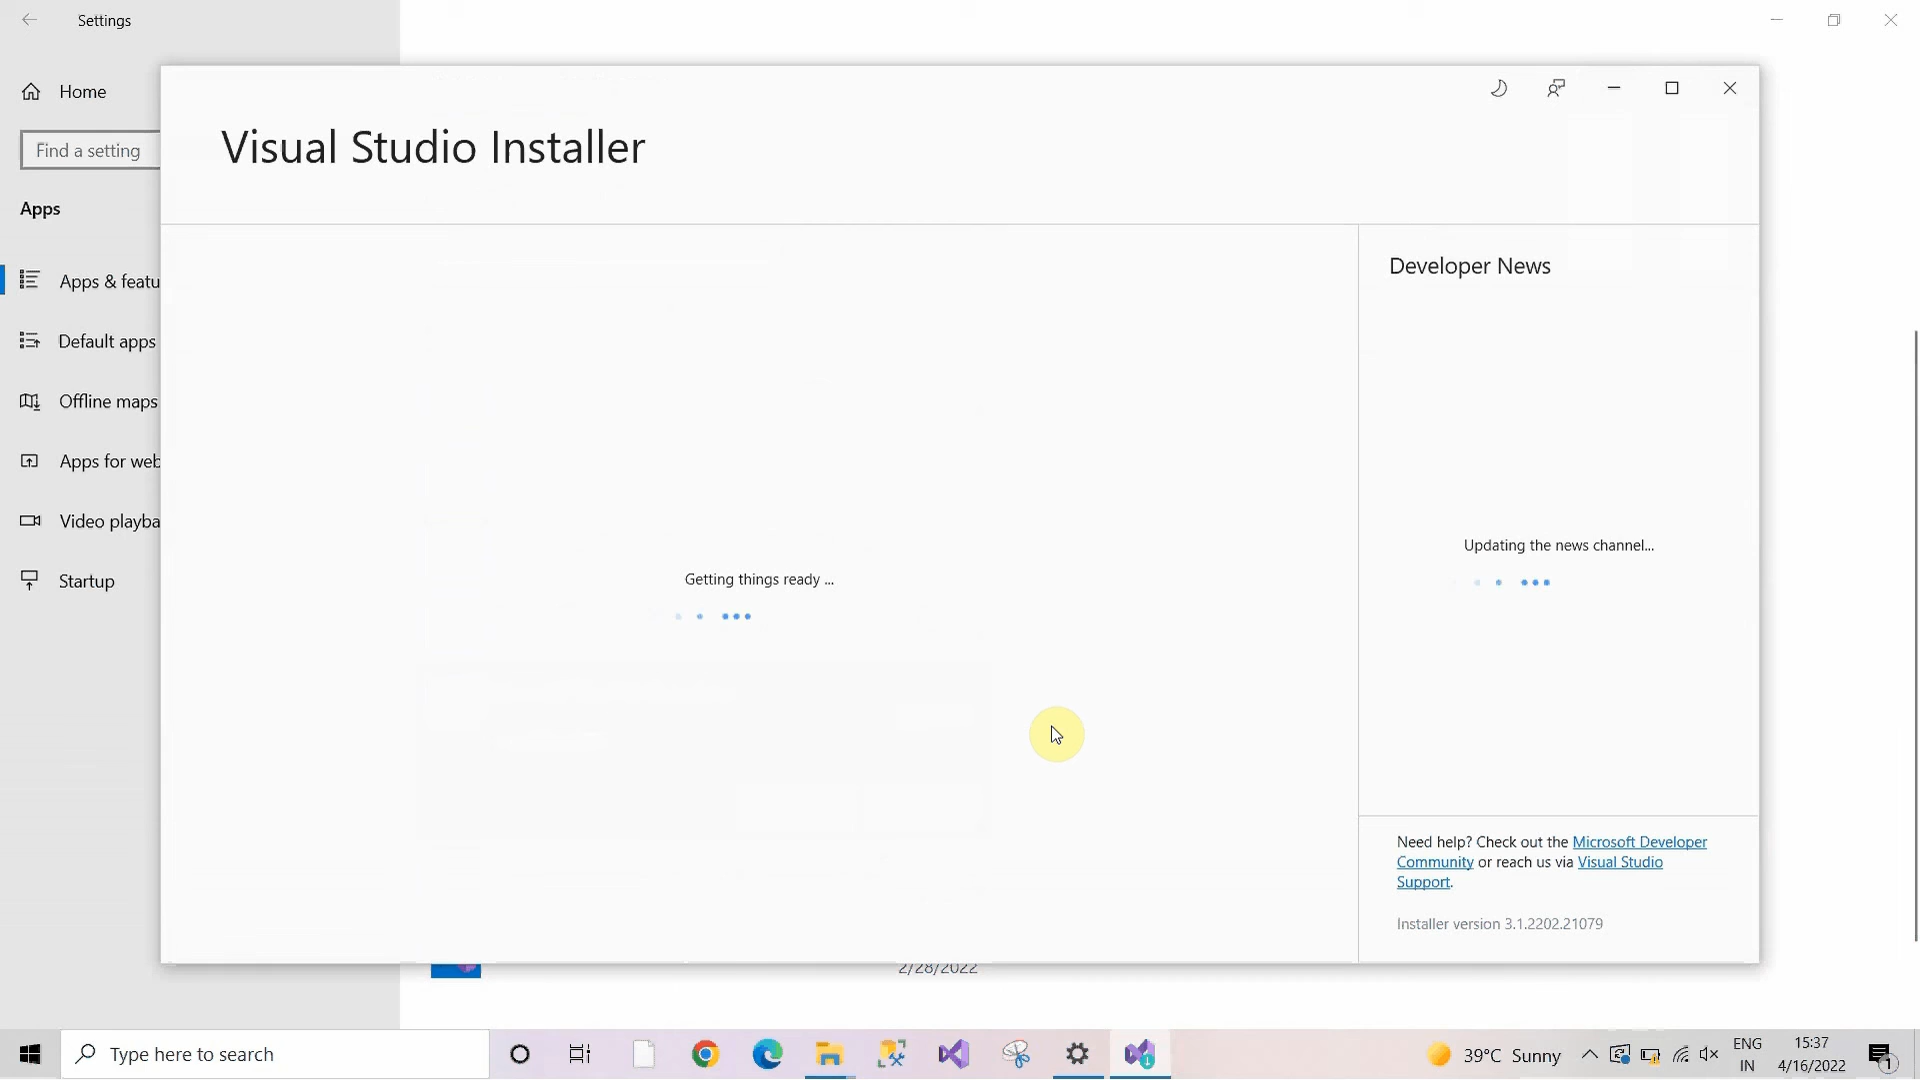 Settings
Home
Find a setting
Apps
Apps & featu
Default apps
Offline maps
Apps for web
Video playba
Startup
Visual Studio Installer
Getting things ready ...
Developer News
Updating the news channel...
Need help? Check out the Microsoft Developer
Community or reach us via Visual Studio
Support.
Installer version 3.1.2202.21079
2/28/2022
Type here to search
39°C Sunny
ENG
IN
15:37
4/16/2022
1